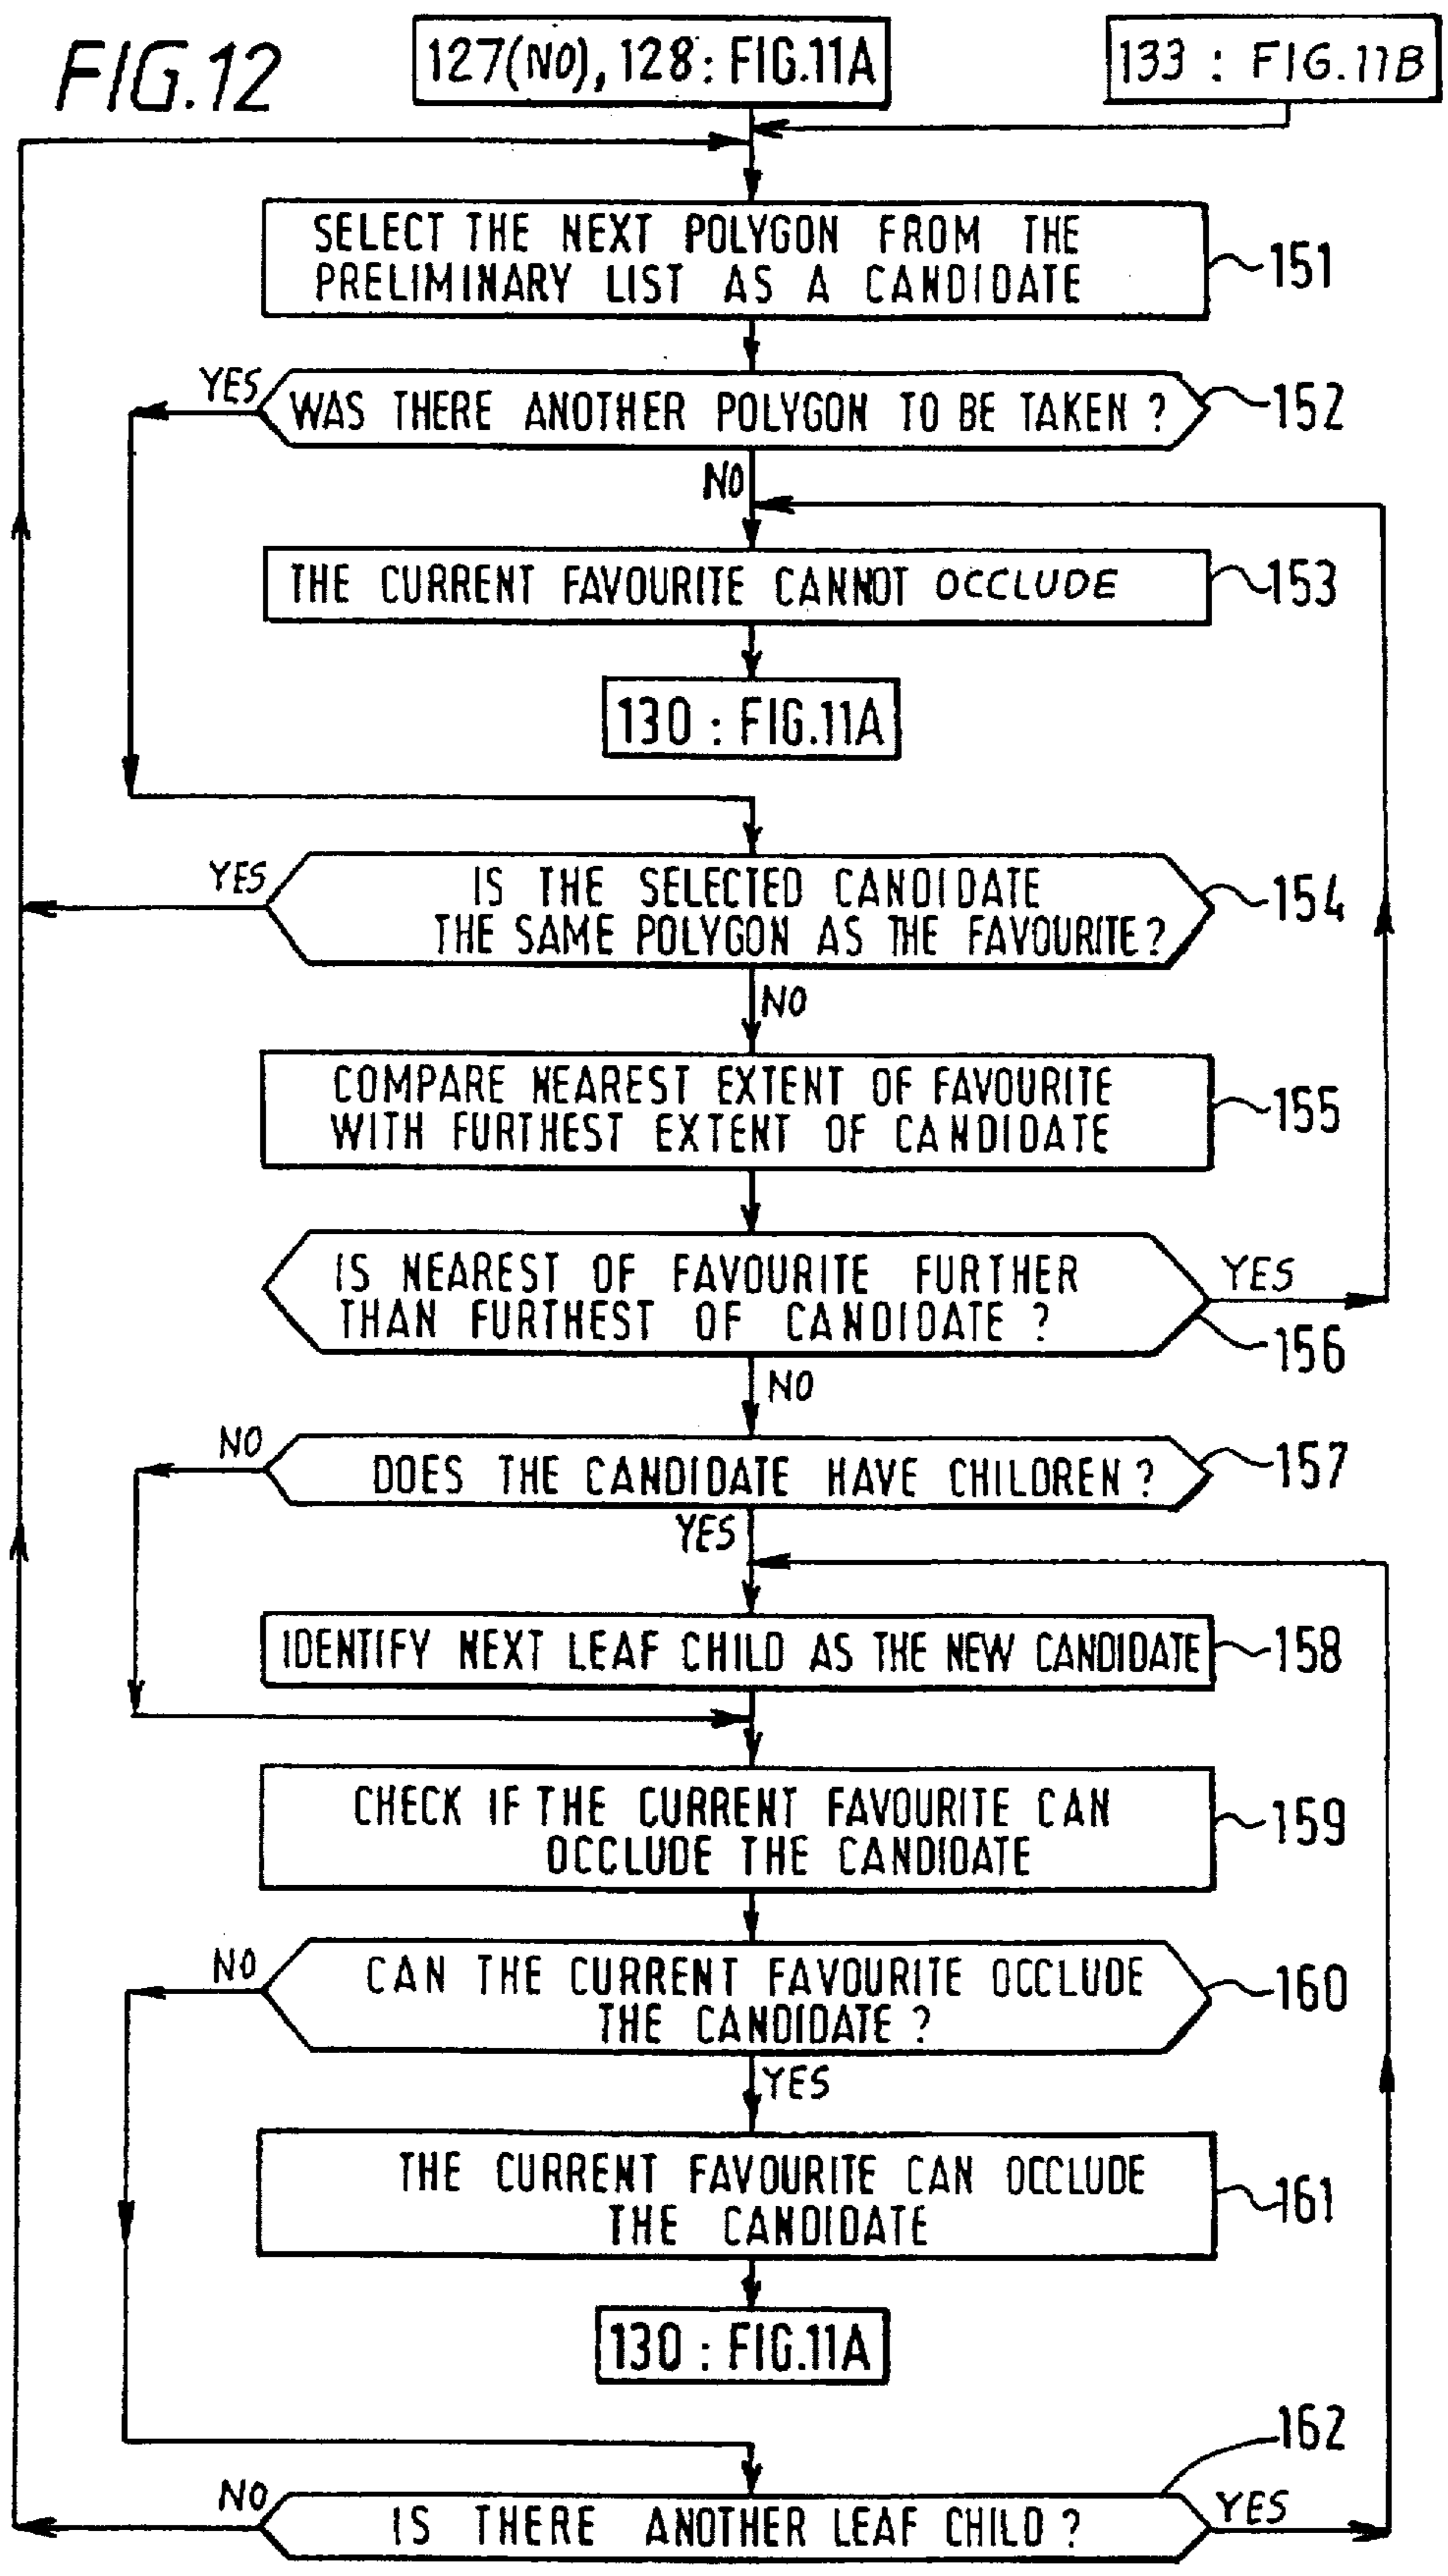 FIG.12
127(NO), 128 : FIG.11A
133 : FIG.11B
SELECT THE NEXT POLYGON FROM THE
PRELIMINARY LIST AS A CANDIDATE
151
YES
WAS THERE ANOTHER POLYGON TO BE TAKEN ?
152
NO
THE CURRENT FAVOURITE CANNOT OCCLUDE
153
130 : FIG.11A
YES
IS THE SELECTED CANDIDATE
THE SAME POLYGON AS THE FAVOURITE ?
154
NO
COMPARE NEAREST EXTENT OF FAVOURITE
WITH FURTHEST EXTENT OF CANDIDATE
155
IS NEAREST OF FAVOURITE FURTHER
THAN FURTHEST OF CANDIDATE ?
YES
156
NO
NO
DOES THE CANDIDATE HAVE CHILDREN ?
157
YES
IDENTIFY NEXT LEAF CHILD AS THE NEW CANDIDATE
158
CHECK IF THE CURRENT FAVOURITE CAN
OCCLUDE THE CANDIDATE
159
NO
CAN THE CURRENT FAVOURITE OCCLUDE
THE CANDIDATE ?
160
YES
THE CURRENT FAVOURITE CAN OCCLUDE
THE CANDIDATE
161
130 : FIG.11A
162
NO
IS THERE ANOTHER LEAF CHILD ?
YES